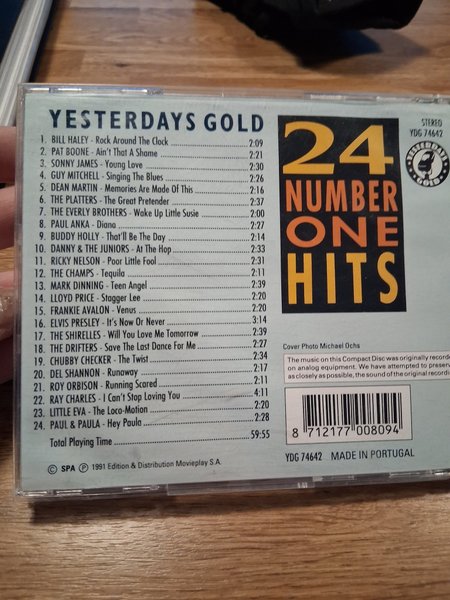 YESTERDAYS GOLD
1. BILL HALEY - Rock Around The Clock 2:09
2. PAT BOONE - Ain't That A Shame 2:21
3. SONNY JAMES - Young Love 2:30
4. GUY MITCHELL - Singing The Blues 2:26
5. DEAN MARTIN - Memories Are Made Of This 2:16
6. THE PLATTERS - The Great Pretender 2:37
7. THE EVERLY BROTHERS - Wake Up Little Susie 2:00
8. PAUL ANKA - Diana 2:27
9. BUDDY HOLLY - That'll Be The Day 2:14
10. DANNY & THE JUNIORS - At The Hop 2:33
11. RICKY NELSON - Poor Little Fool 2:31
12. THE CHAMPS - Tequila 2:11
13. MARK DINNING - Teen Angel 2:39
14. LLOYD PRICE - Stagger Lee 2:20
15. FRANKIE AVALON - Venus 2:20
16. ELVIS PRESLEY - It's Now Or Never 3:14
17. THE SHIRELLES - Will You Love Me Tomorrow 2:39
18. THE DRIFTERS - Save The Last Dance For Me 2:29
19. CHUBBY CHECKER - The Twist 2:34
20. DEL SHANNON - Runaway 2:17
21. ROY ORBISON - Running Scared 2:10
22. RAY CHARLES - I Can't Stop Loving You 4:11
23. LITTLE EVA - The Loco-Motion 2:20
24. PAUL & PAULA - Hey Paula 2:28
Total Playing Time 59:55
© SPA ℗ 1991 Edition & Distribution Movieplay S.A.
24
NUMBER
ONE
HITS
STEREO
YDG 74642
YESTERDAYS
GOLD
Cover Photo Michael Ochs
The music on this Compact Disc was originally recorde
on analog equipment. We have attempted to preserv
as closely as possible, the sound of the original recordi
8 712177 008094
YDG 74642 MADE IN PORTUGAL